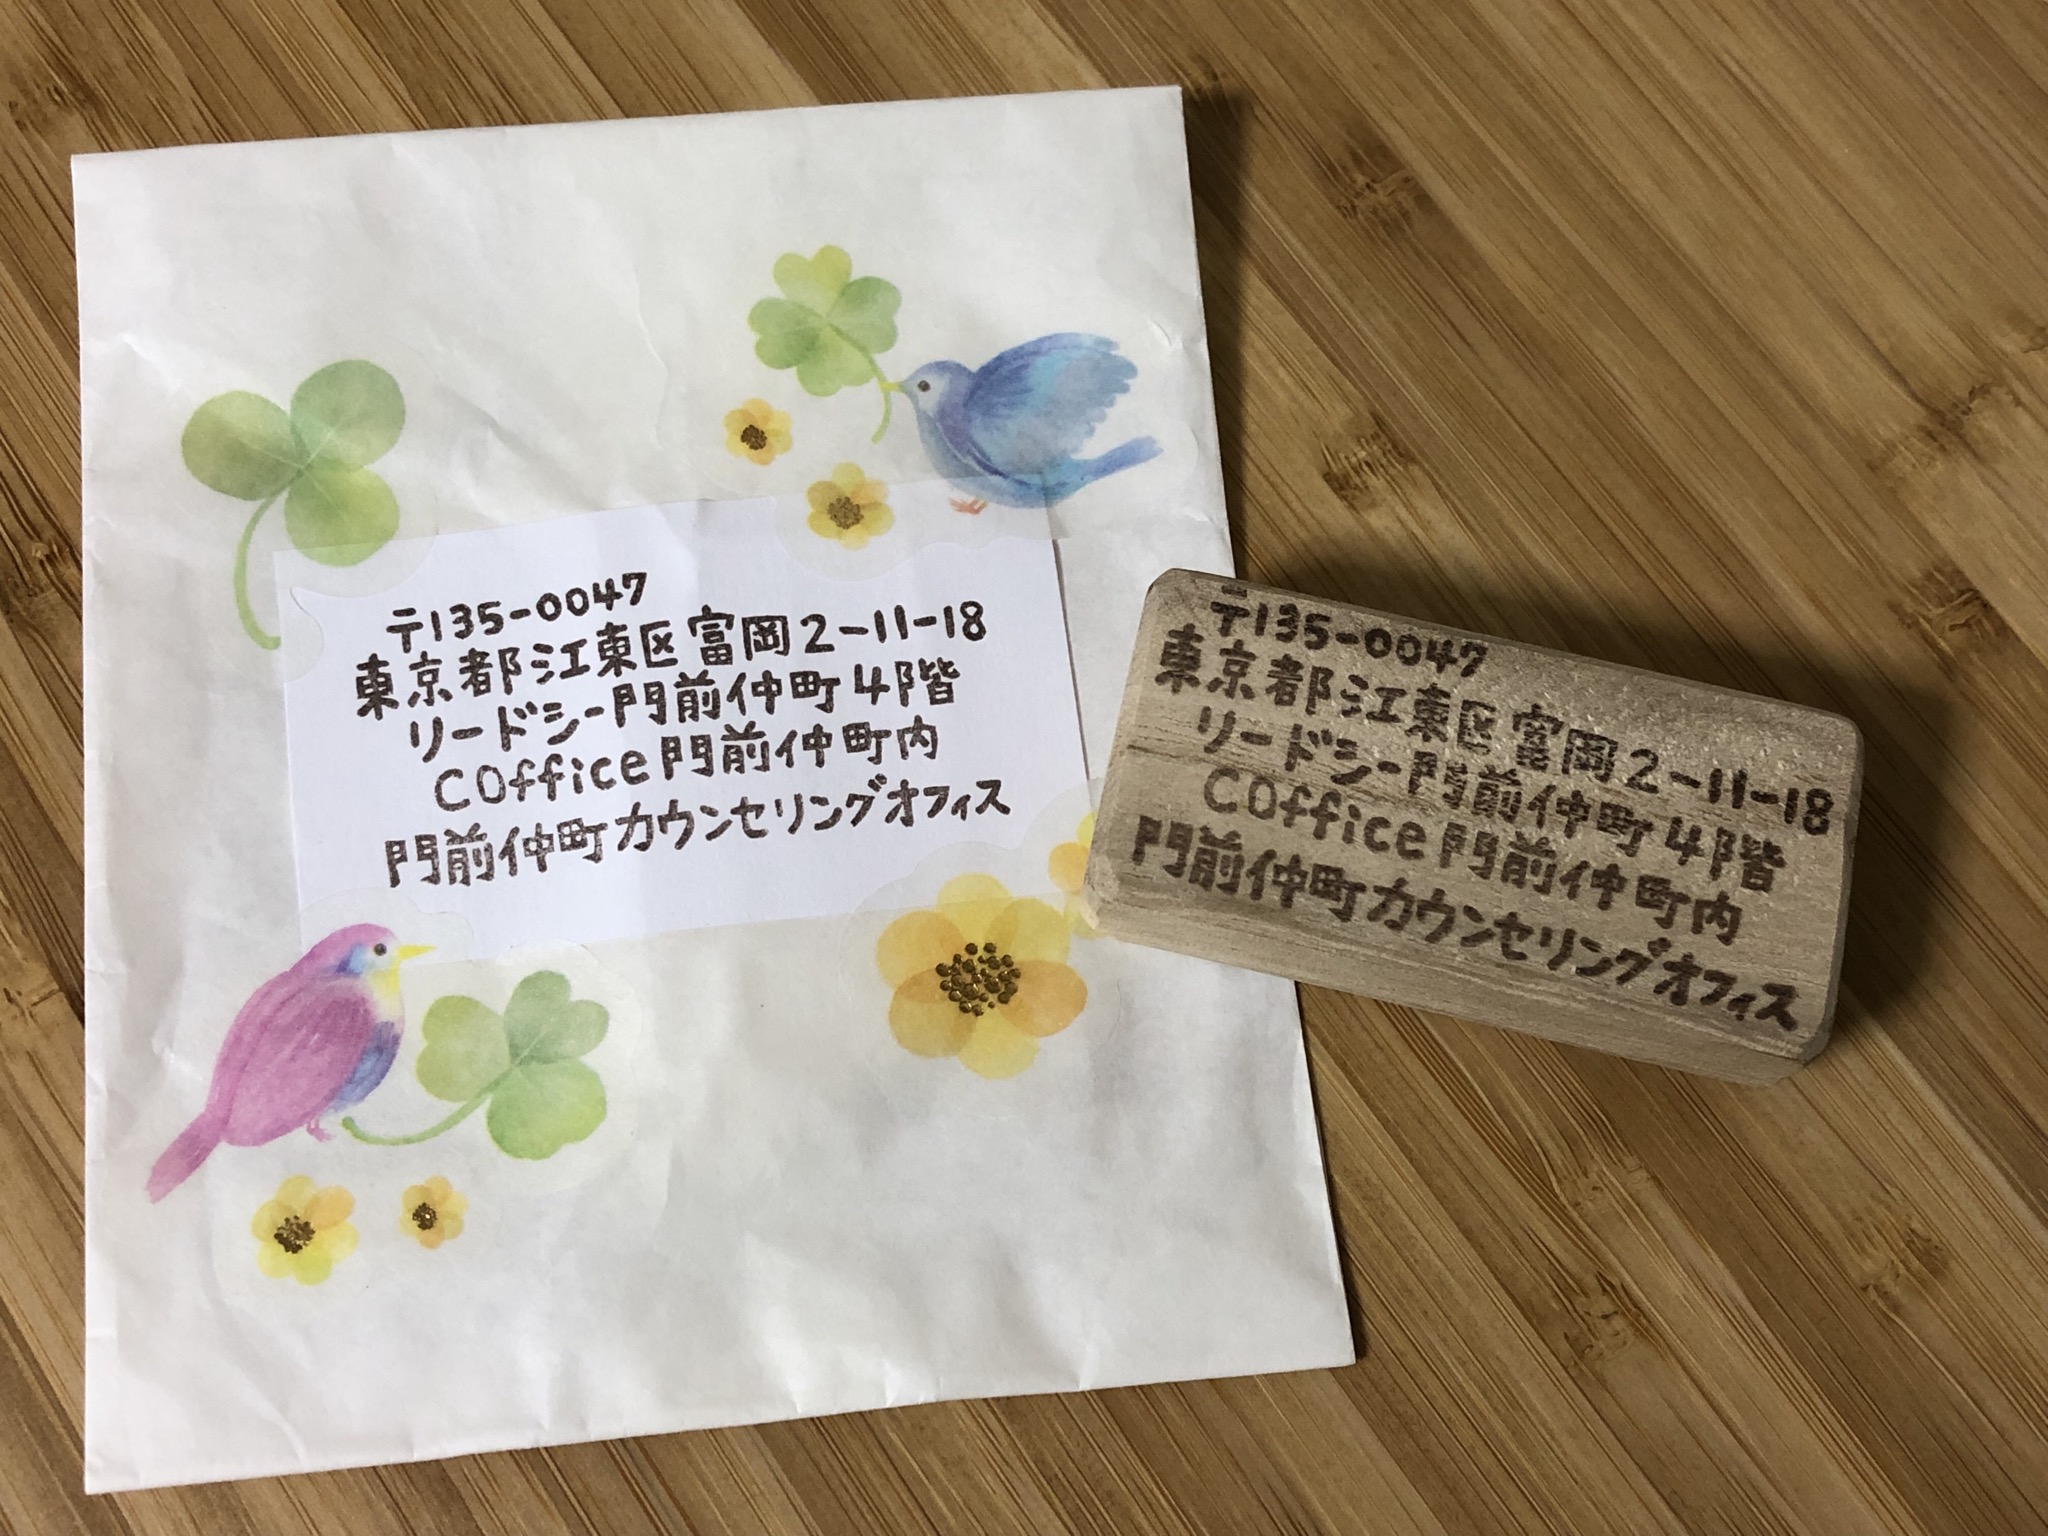 〒135-0047
東京都江東区富岡2-11-18
リードシー門前仲町4階
COffice門前仲町内
門前仲町カウンセリングオフィス
〒135-0047
東京都江東区富岡2-11-18
リードシー門前仲町4階
COffice門前仲町内
門前仲町カウンセリングオフィス